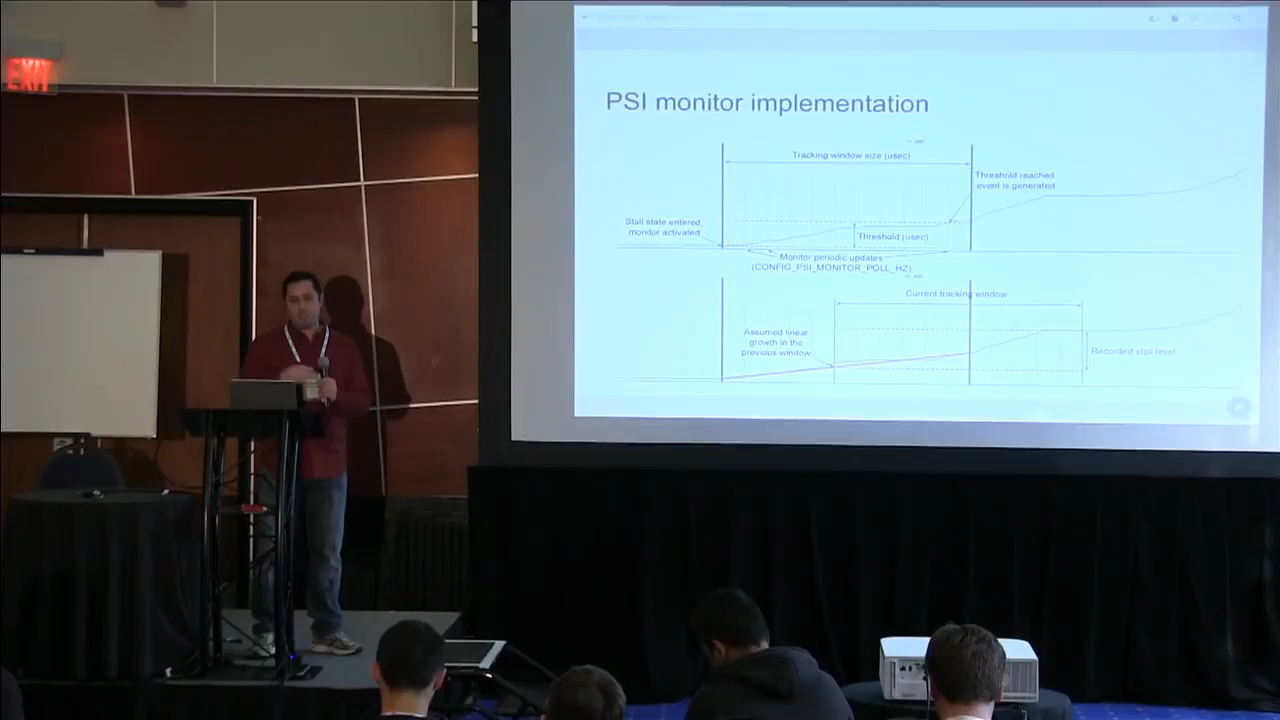 EXIT
PSI monitor implementation
Tracking window size (usec)
Threshold reached,
event is generated
Stall state entered,
monitor activated
Threshold (usec)
Monitor periodic updates
(CONFIG_PSI_MONITOR_POLL_HZ)
Current tracking window
Assumed linear
growth in the
previous window
Recorded stall level